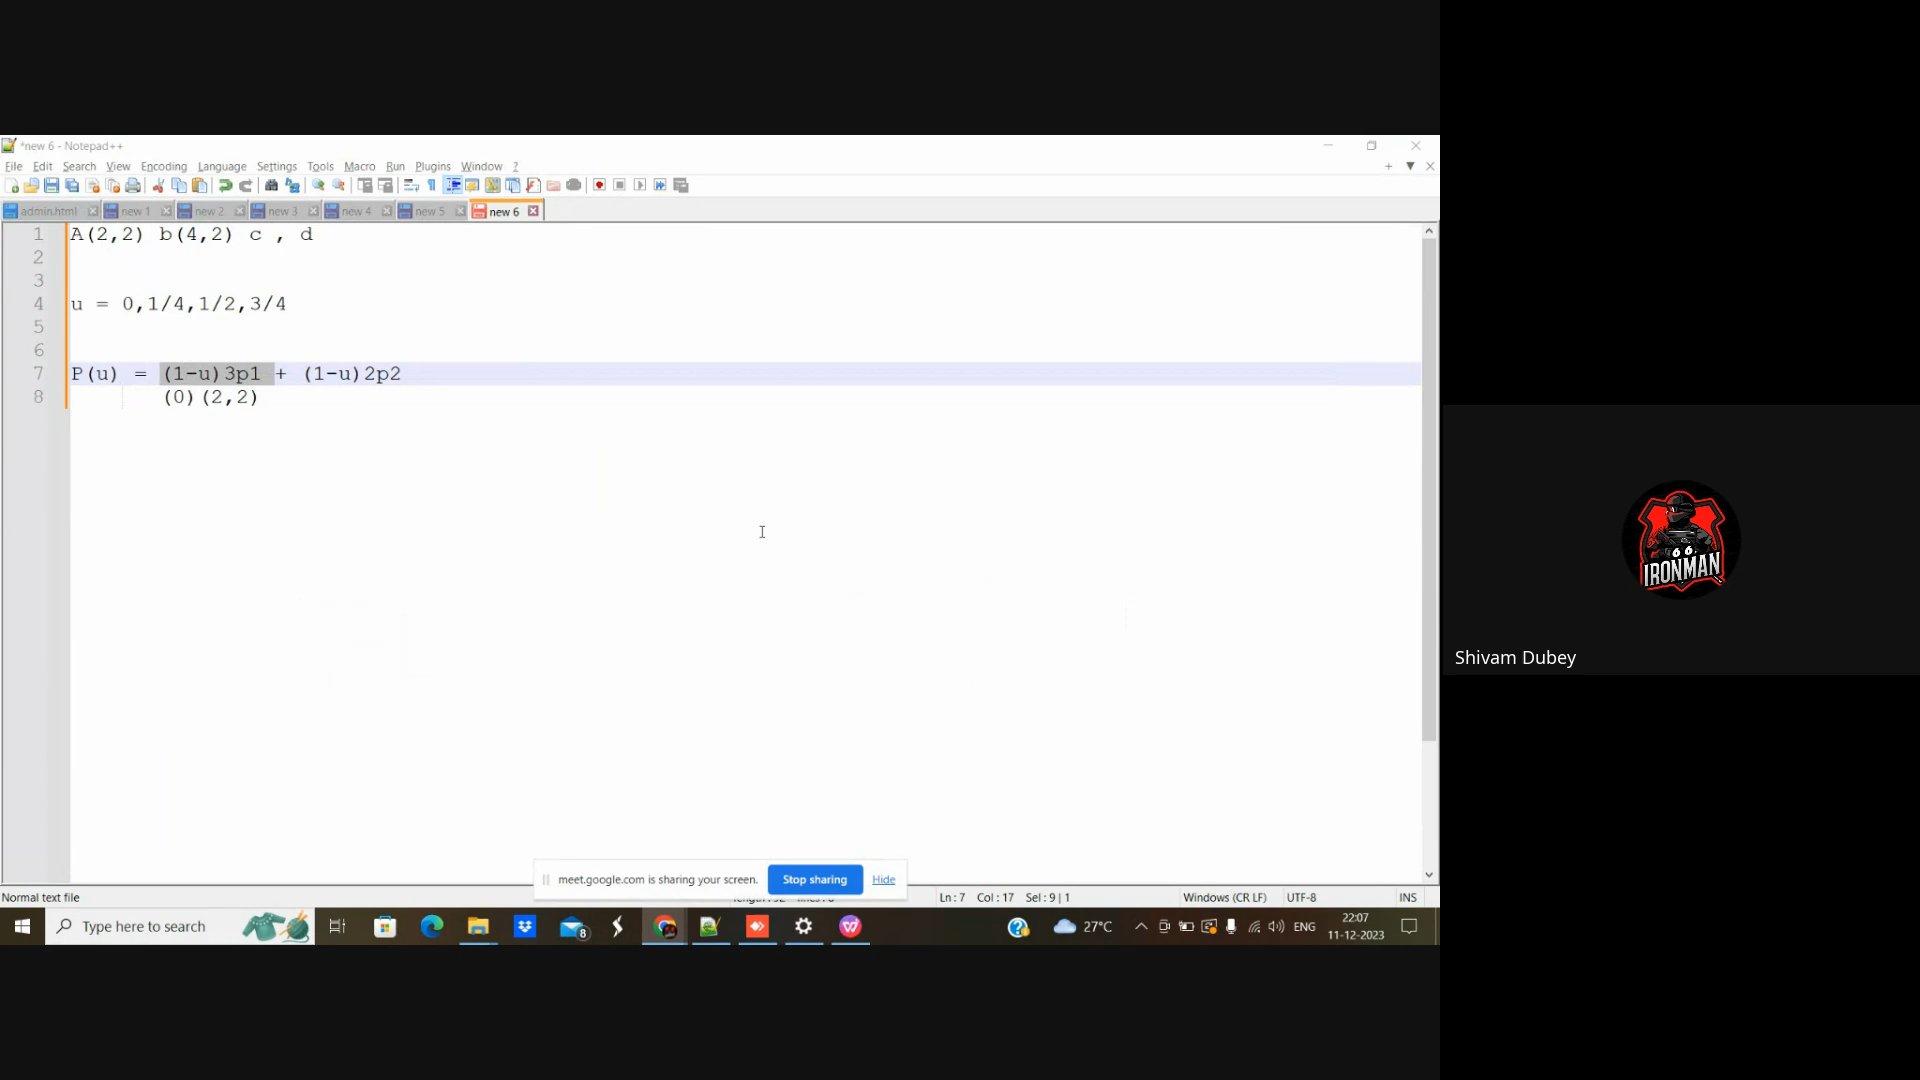 *new 6 - Notepad++
File Edit Search View Encoding Language Settings Tools Macro Run Plugins Window ?
admin.html new 1 new 2 new 3 new 4 new 5 new 6
1 A(2,2) b(4,2) c , d
2
3
4 u = 0,1/4,1/2,3/4
5
6
7 P(u) = (1-u)3p1 + (1-u)2p2
8 (0)(2,2)
66
IRONMAN
Shivam Dubey
meet.google.com is sharing your screen. Stop sharing Hide
Normal text file Ln:7 Col:17 Sel:9|1 Windows (CR LF) UTF-8 INS
Type here to search 8 27°C ENG 22:07
11-12-2023